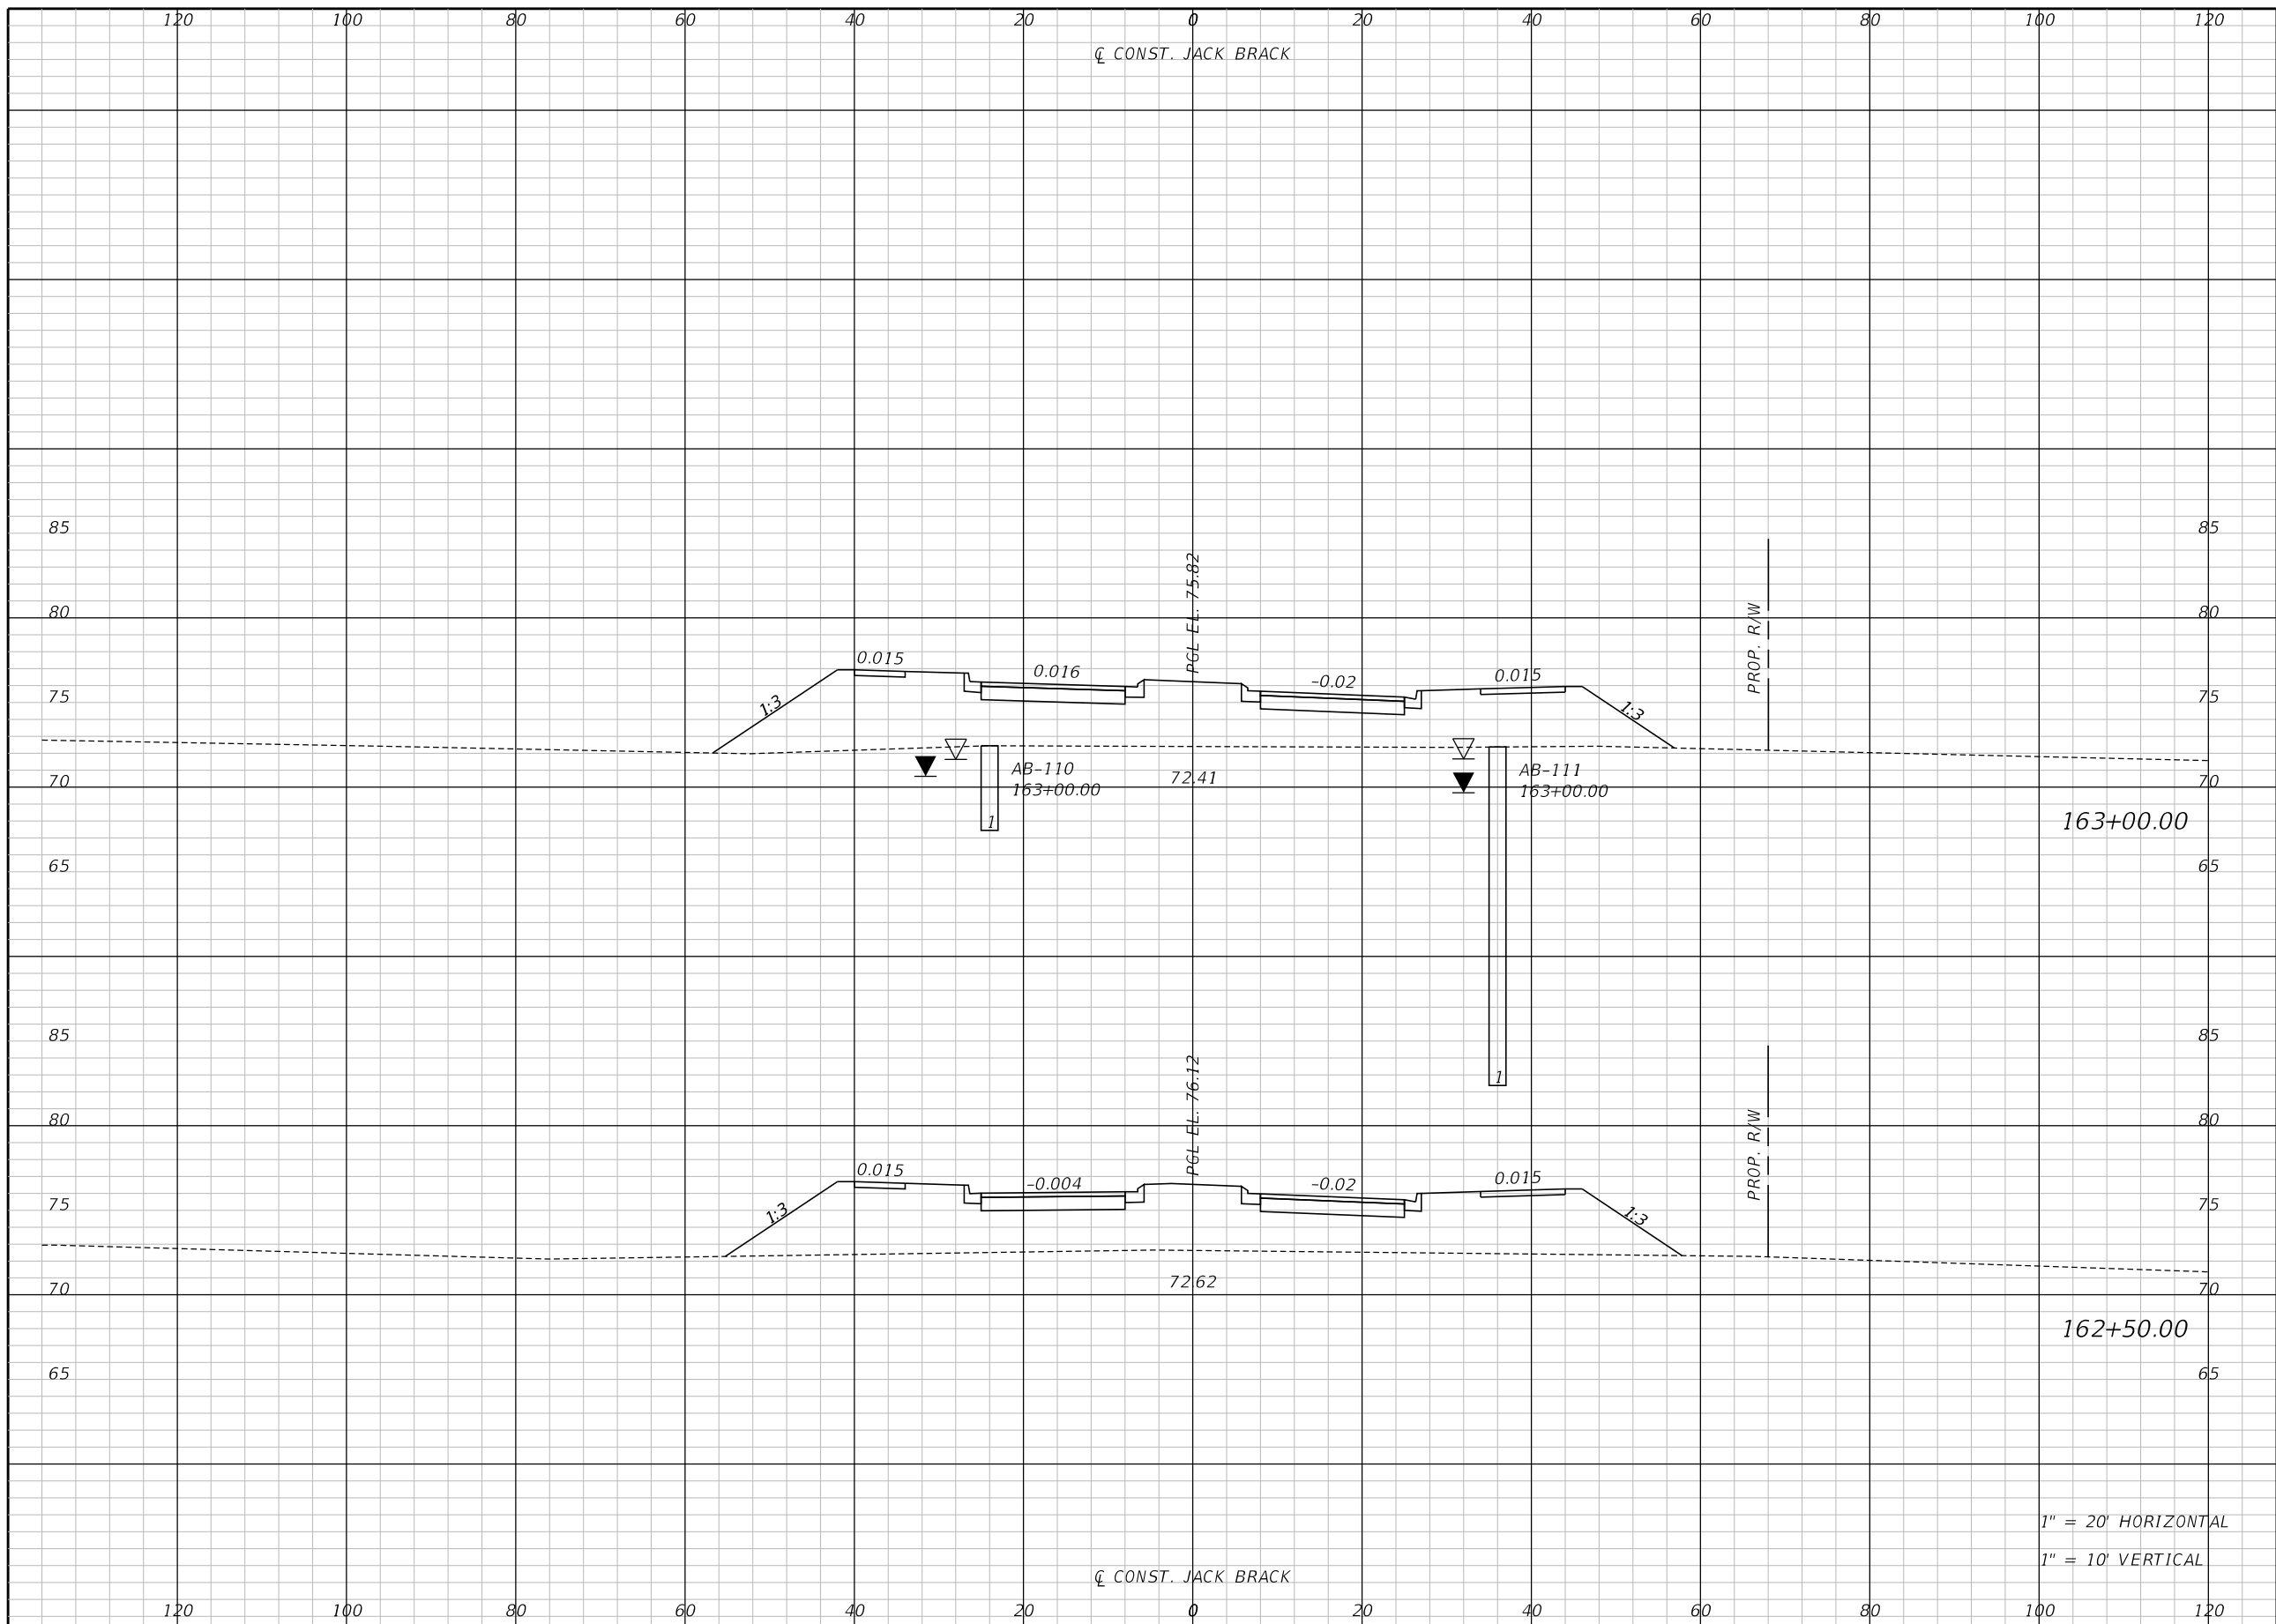 120 100 80 60 40 20 0 20 40 60 80 100 120
℄ CONST. JACK BRACK
85 85
PGL EL. 75.82
PROP. R/W
80 80
0.015 0.016 -0.02 0.015
75 75
1:3 1:3
AB-110 AB-111
163+00.00 72.41 163+00.00
70 70
1
163+00.00
65 65
85 85
1
PGL EL. 76.12
PROP. R/W
80 80
0.015 -0.004 -0.02 0.015
75 75
1:3 1:3
72.62
70 70
162+50.00
65 65
1" = 20' HORIZONTAL
1" = 10' VERTICAL
℄ CONST. JACK BRACK
120 100 80 60 40 20 0 20 40 60 80 100 120